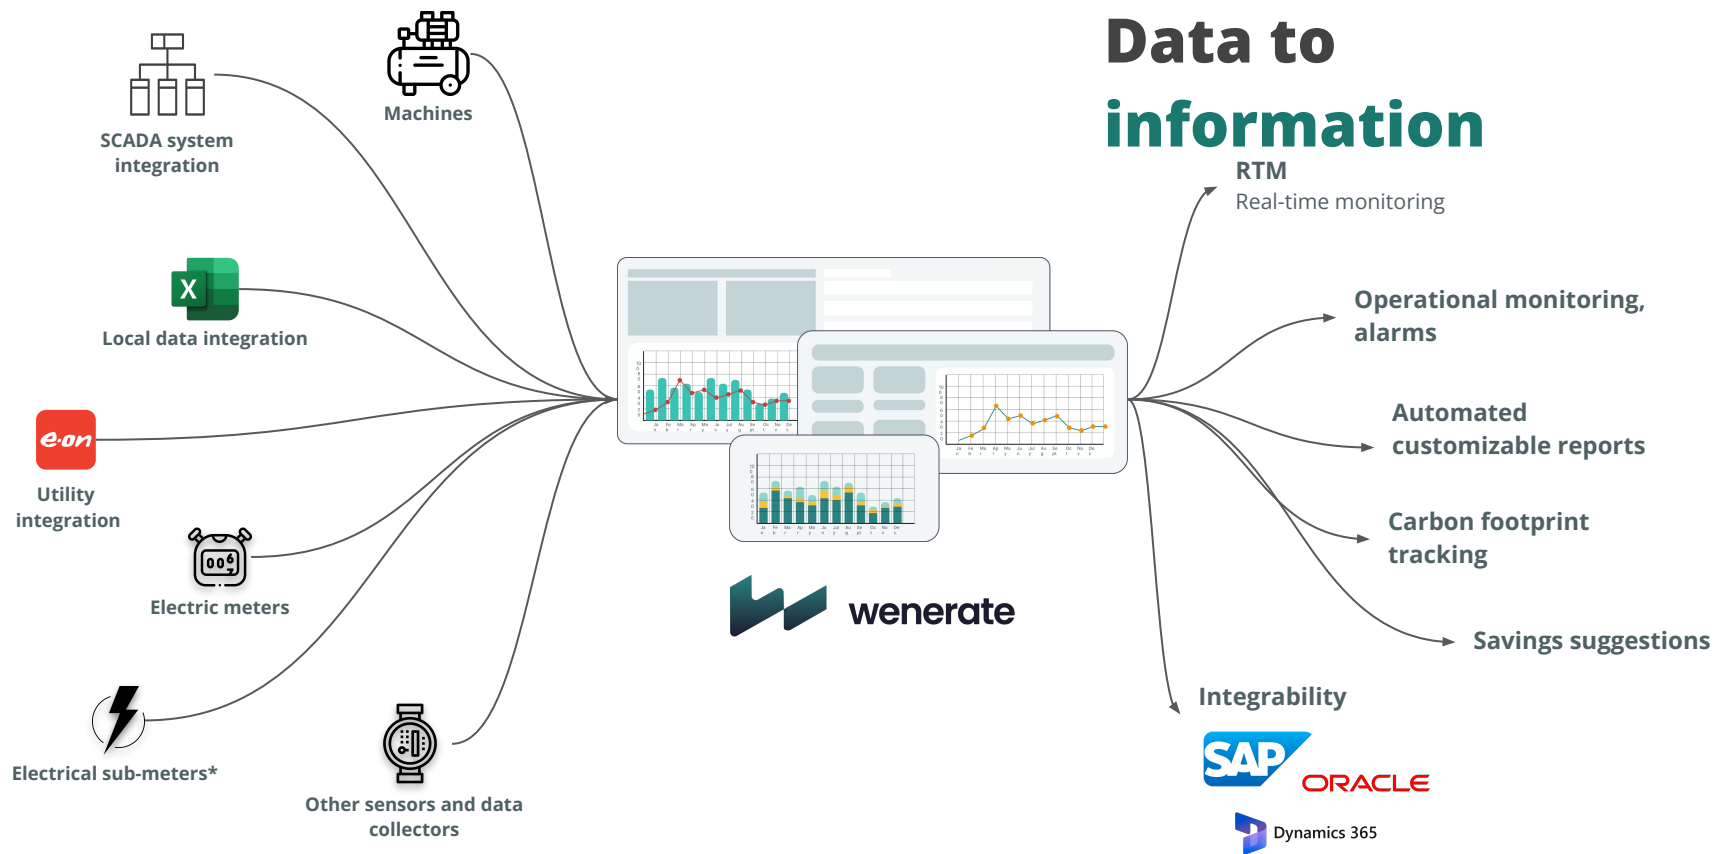 Data to
information
SCADA system
integration
Machines
X
Local data integration
e·on
Utility
integration
Electric meters
Electrical sub-meters*
Other sensors and data
collectors
wenerate
RTM
Real-time monitoring
Operational monitoring,
alarms
Automated
customizable reports
Carbon footprint
tracking
Savings suggestions
Integrability
SAP
ORACLE
Dynamics 365